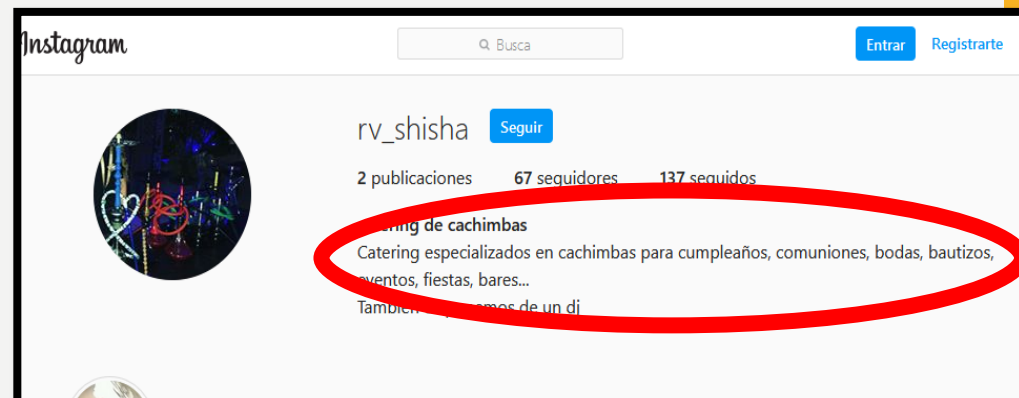 Instagram
Busca
Entrar
Registrarte
rv_shisha
Seguir
2 publicaciones 67 seguidores 137 seguidos
de cachimbas
Catering especializados en cachimbas para cumpleaños, comuniones, bodas, bautizos,
eventos, fiestas, bares...
También de un dj